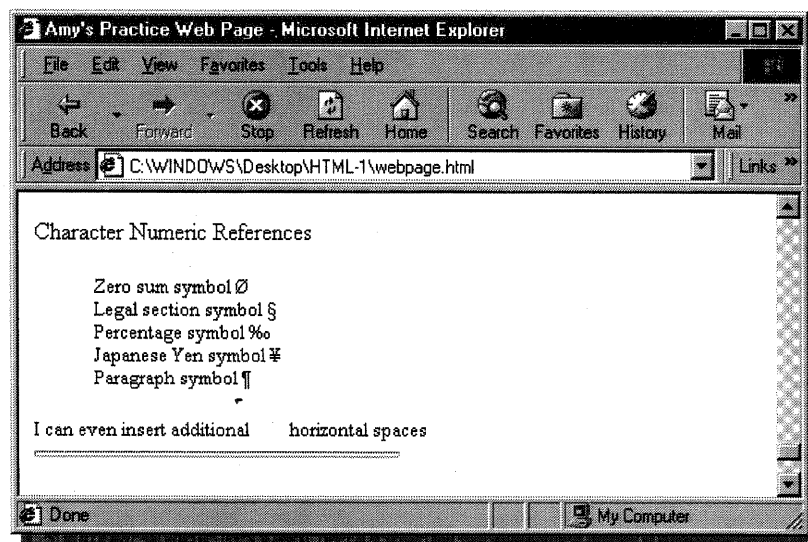 Amy's Practice Web Page - Microsoft Internet Explorer
File Edit View Favorites Tools Help
Back Forward Stop Refresh Home Search Favorites History Mail
Address C:\WINDOWS\Desktop\HTML-1\webpage.html Links
Character Numeric References
Zero sum symbol Ø
Legal section symbol §
Percentage symbol ‰
Japanese Yen symbol ¥
Paragraph symbol ¶
I can even insert additional horizontal spaces
Done My Computer